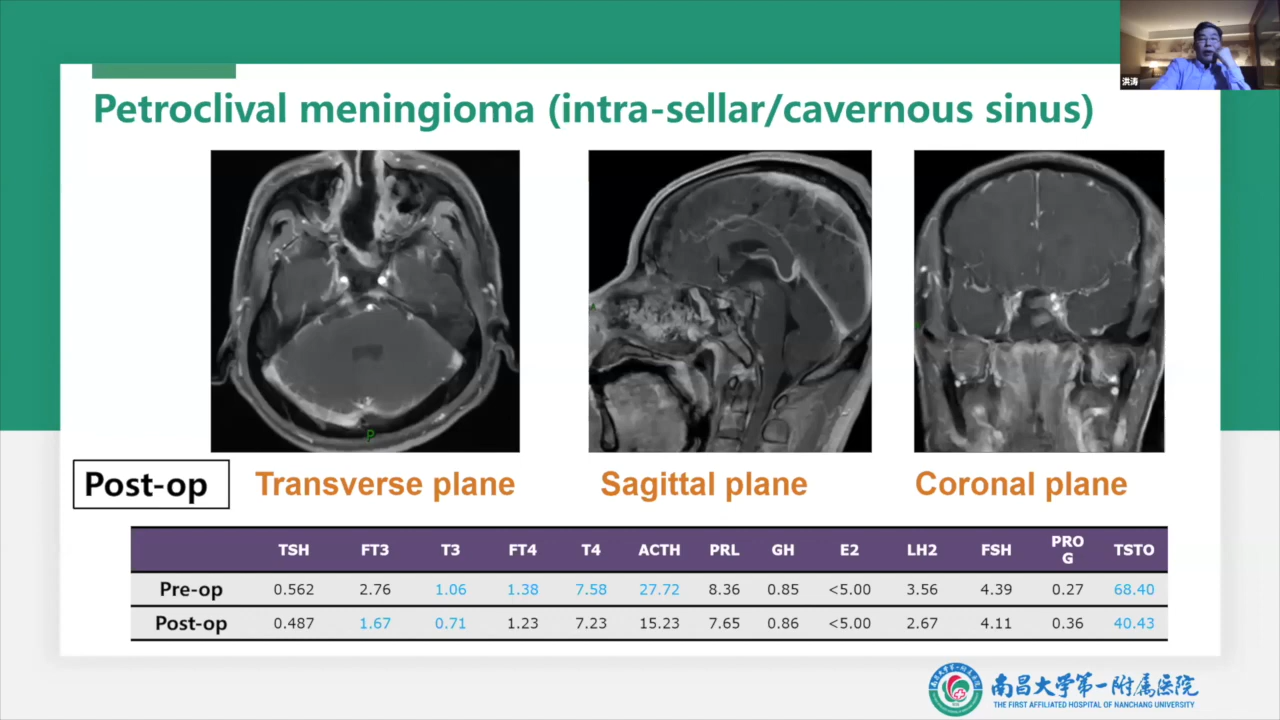 洪涛
Petroclival meningioma (intra-sellar/cavernous sinus)
P
Post-op
Transverse plane
Sagittal plane
Coronal plane
TSH FT3 T3 FT4 T4 ACTH PRL GH E2 LH2 FSH PRO G TSTO
Pre-op 0.562 2.76 1.06 1.38 7.58 27.72 8.36 0.85 <5.00 3.56 4.39 0.27 68.40
Post-op 0.487 1.67 0.71 1.23 7.23 15.23 7.65 0.86 <5.00 2.67 4.11 0.36 40.43
南昌大学第一附属医院
THE FIRST AFFILIATED HOSPITAL OF NANCHANG UNIVERSITY